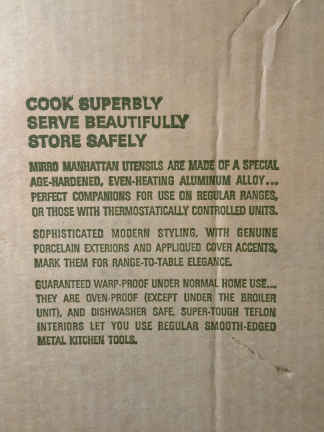 COOK SUPERBLY
SERVE BEAUTIFULLY
STORE SAFELY
MIRRO MANHATTAN UTENSILS ARE MADE OF A SPECIAL
AGE-HARDENED, EVEN-HEATING ALUMINUM ALLOY...
PERFECT COMPANIONS FOR USE ON REGULAR RANGES,
OR THOSE WITH THERMOSTATICALLY CONTROLLED UNITS.
SOPHISTICATED MODERN STYLING, WITH GENUINE
PORCELAIN EXTERIORS AND APPLIQUED COVER ACCENTS,
MARK THEM FOR RANGE-TO-TABLE ELEGANCE.
GUARANTEED WARP-PROOF UNDER NORMAL HOME USE...
THEY ARE OVEN-PROOF (EXCEPT UNDER THE BROILER
UNIT), AND DISHWASHER SAFE. SUPER-TOUGH TEFLON
INTERIORS LET YOU USE REGULAR SMOOTH-EDGED
METAL KITCHEN TOOLS.